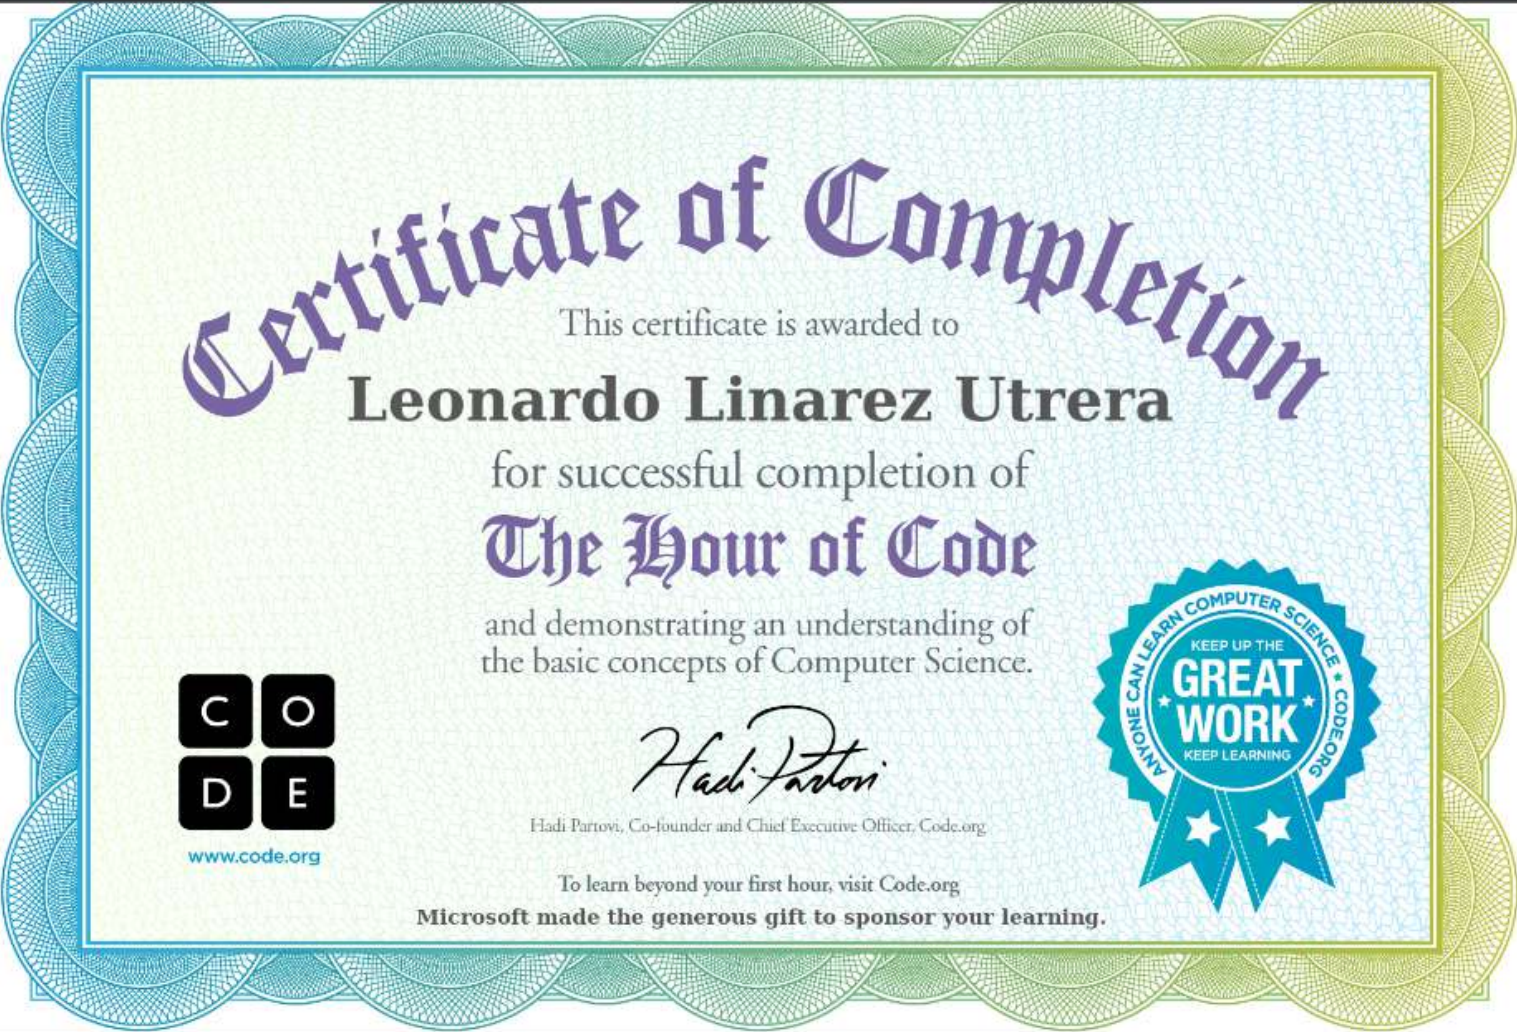 Certificate of Completion
This certificate is awarded to
Leonardo Linarez Utrera
for successful completion of
The Hour of Code
and demonstrating an understanding of
the basic concepts of Computer Science.
C O
D E
www.code.org
Hadi Partovi
Hadi Partovi, Co-founder and Chief Executive Officer, Code.org
To learn beyond your first hour, visit Code.org
Microsoft made the generous gift to sponsor your learning.
ANYONE CAN LEARN COMPUTER SCIENCE ★ CODE.ORG
KEEP UP THE
GREAT
WORK
KEEP LEARNING